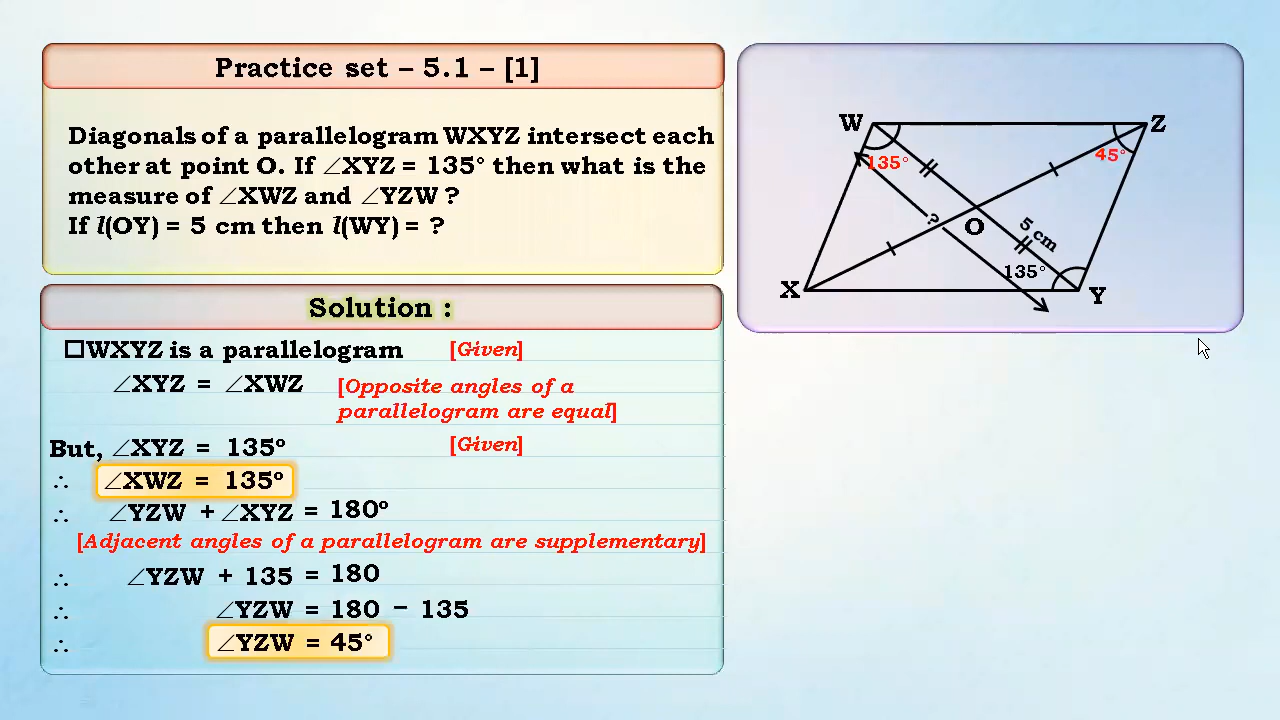 Practice set – 5.1 – [1]
Diagonals of a parallelogram WXYZ intersect each
other at point O. If ∠XYZ = 135° then what is the
measure of ∠XWZ and ∠YZW ?
If l(OY) = 5 cm then l(WY) = ?
Solution :
□WXYZ is a parallelogram [Given]
∠XYZ = ∠XWZ [Opposite angles of a
parallelogram are equal]
But, ∠XYZ = 135° [Given]
∴ ∠XWZ = 135°
∴ ∠YZW + ∠XYZ = 180°
[Adjacent angles of a parallelogram are supplementary]
∴ ∠YZW + 135 = 180
∴ ∠YZW = 180 − 135
∴ ∠YZW = 45°
W Z
135° 45°
? O 5 cm
135°
X Y